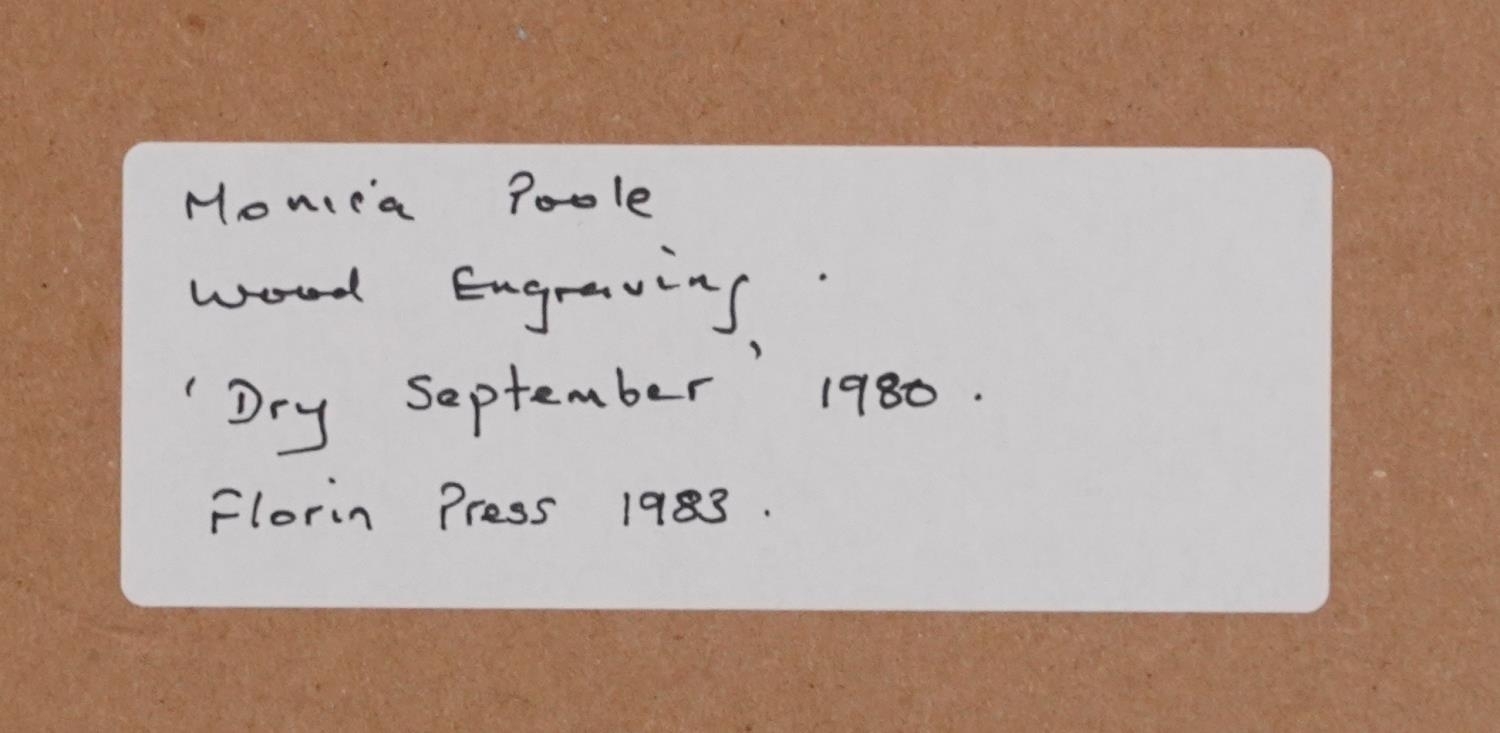 Monica Poole
Wood Engraving.
'Dry September' 1980.
Florin Press 1983.